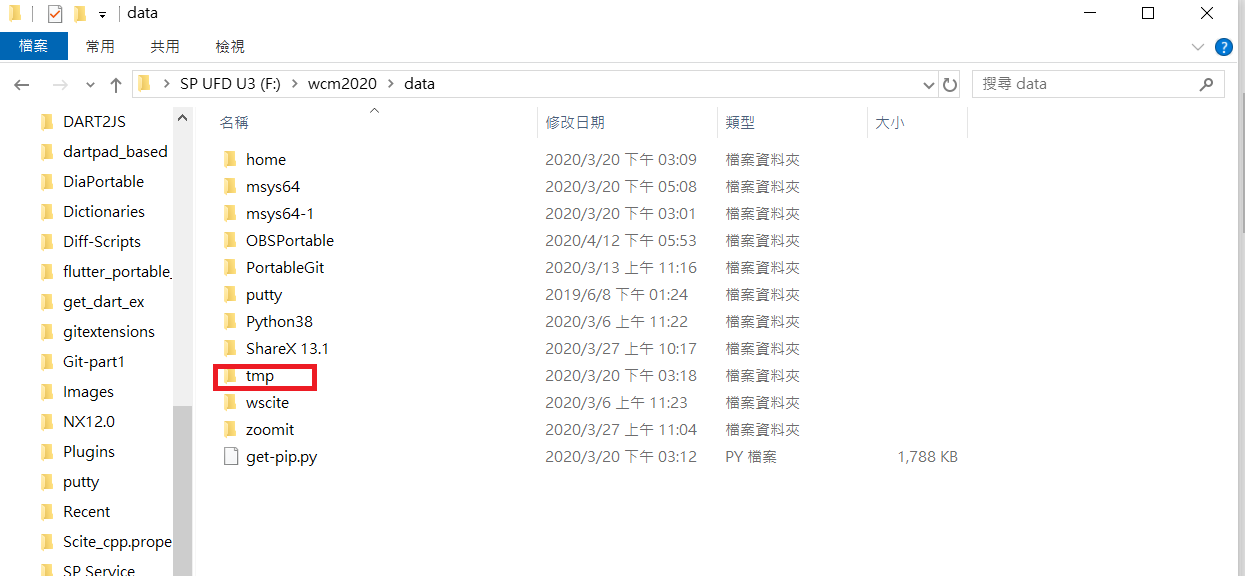 data
檔案 常用 共用 檢視
SP UFD U3 (F:) wcm2020 data 搜尋 data
DART2JS
dartpad_based
DiaPortable
Dictionaries
Diff-Scripts
flutter_portable_
get_dart_ex
gitextensions
Git-part1
Images
NX12.0
Plugins
putty
Recent
Scite_cpp.prope
SP Service
名稱 修改日期 類型 大小
home 2020/3/20 下午 03:09 檔案資料夾
msys64 2020/3/20 下午 05:08 檔案資料夾
msys64-1 2020/3/20 下午 03:01 檔案資料夾
OBSPortable 2020/4/12 下午 05:53 檔案資料夾
PortableGit 2020/3/13 上午 11:16 檔案資料夾
putty 2019/6/8 下午 01:24 檔案資料夾
Python38 2020/3/6 上午 11:22 檔案資料夾
ShareX 13.1 2020/3/27 上午 10:17 檔案資料夾
tmp 2020/3/20 下午 03:18 檔案資料夾
wscite 2020/3/6 上午 11:23 檔案資料夾
zoomit 2020/3/27 上午 11:04 檔案資料夾
get-pip.py 2020/3/20 下午 03:12 PY 檔案 1,788 KB